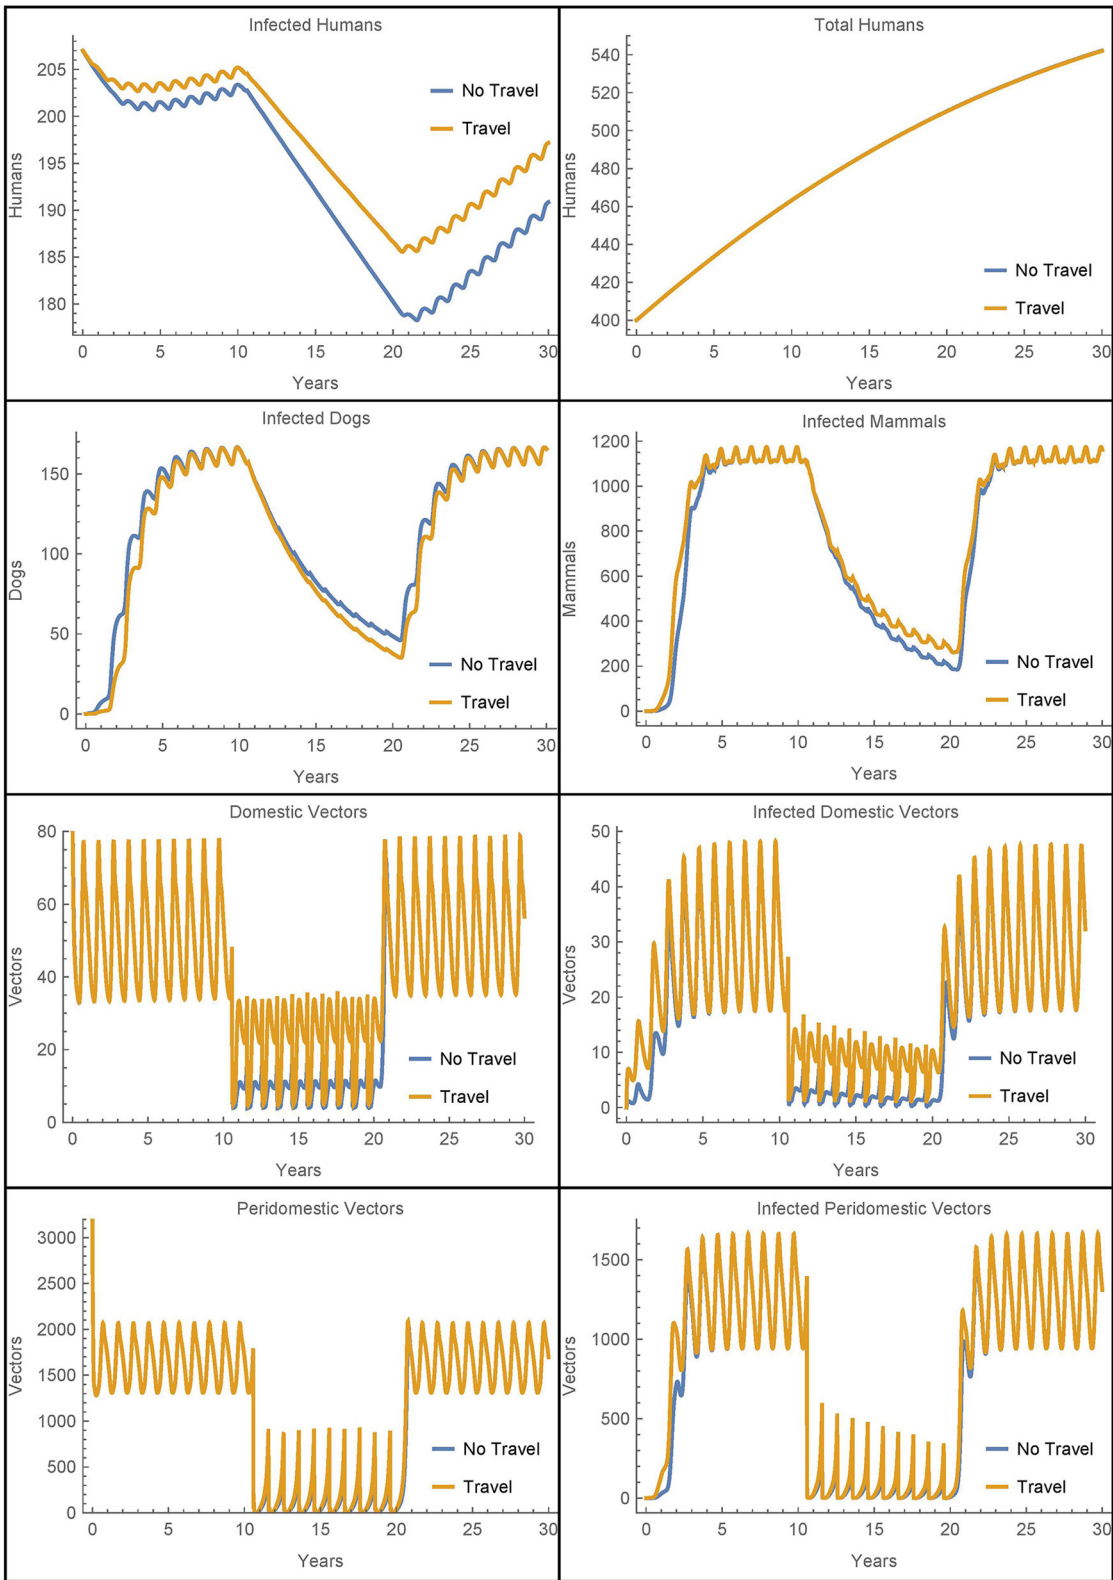 Infected Humans
205
200
195
190
185
180
Humans
No Travel
Travel
0 5 10 15 20 25 30
Years
Total Humans
540
520
500
480
460
440
420
400
Humans
No Travel
Travel
0 5 10 15 20 25 30
Years
Infected Dogs
150
100
50
0
Dogs
No Travel
Travel
0 5 10 15 20 25 30
Years
Infected Mammals
1200
1000
800
600
400
200
0
Mammals
No Travel
Travel
0 5 10 15 20 25 30
Years
Domestic Vectors
80
60
40
20
0
Vectors
No Travel
Travel
0 5 10 15 20 25 30
Years
Infected Domestic Vectors
50
40
30
20
10
0
Vectors
No Travel
Travel
0 5 10 15 20 25 30
Years
Peridomestic Vectors
3000
2500
2000
1500
1000
500
0
Vectors
No Travel
Travel
0 5 10 15 20 25 30
Years
Infected Peridomestic Vectors
1500
1000
500
0
Vectors
No Travel
Travel
0 5 10 15 20 25 30
Years